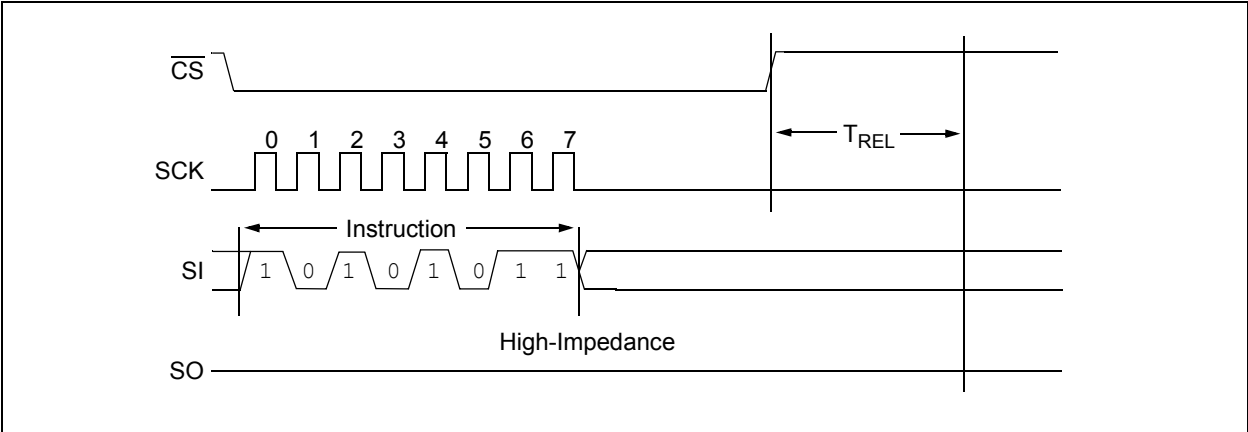 CS
TREL
0 1 2 3 4 5 6 7
SCK
Instruction
SI 1 0 1 0 1 0 1 1
High-Impedance
SO